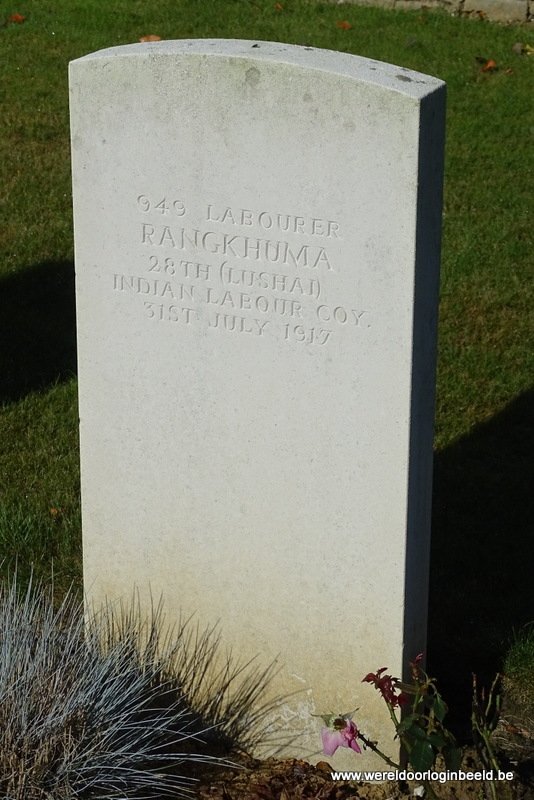 949 LABOURER
RANGKHUMA
28TH (LUSHAI)
INDIAN LABOUR COY.
31ST JULY 1917
www.wereldoorloginbeeld.be